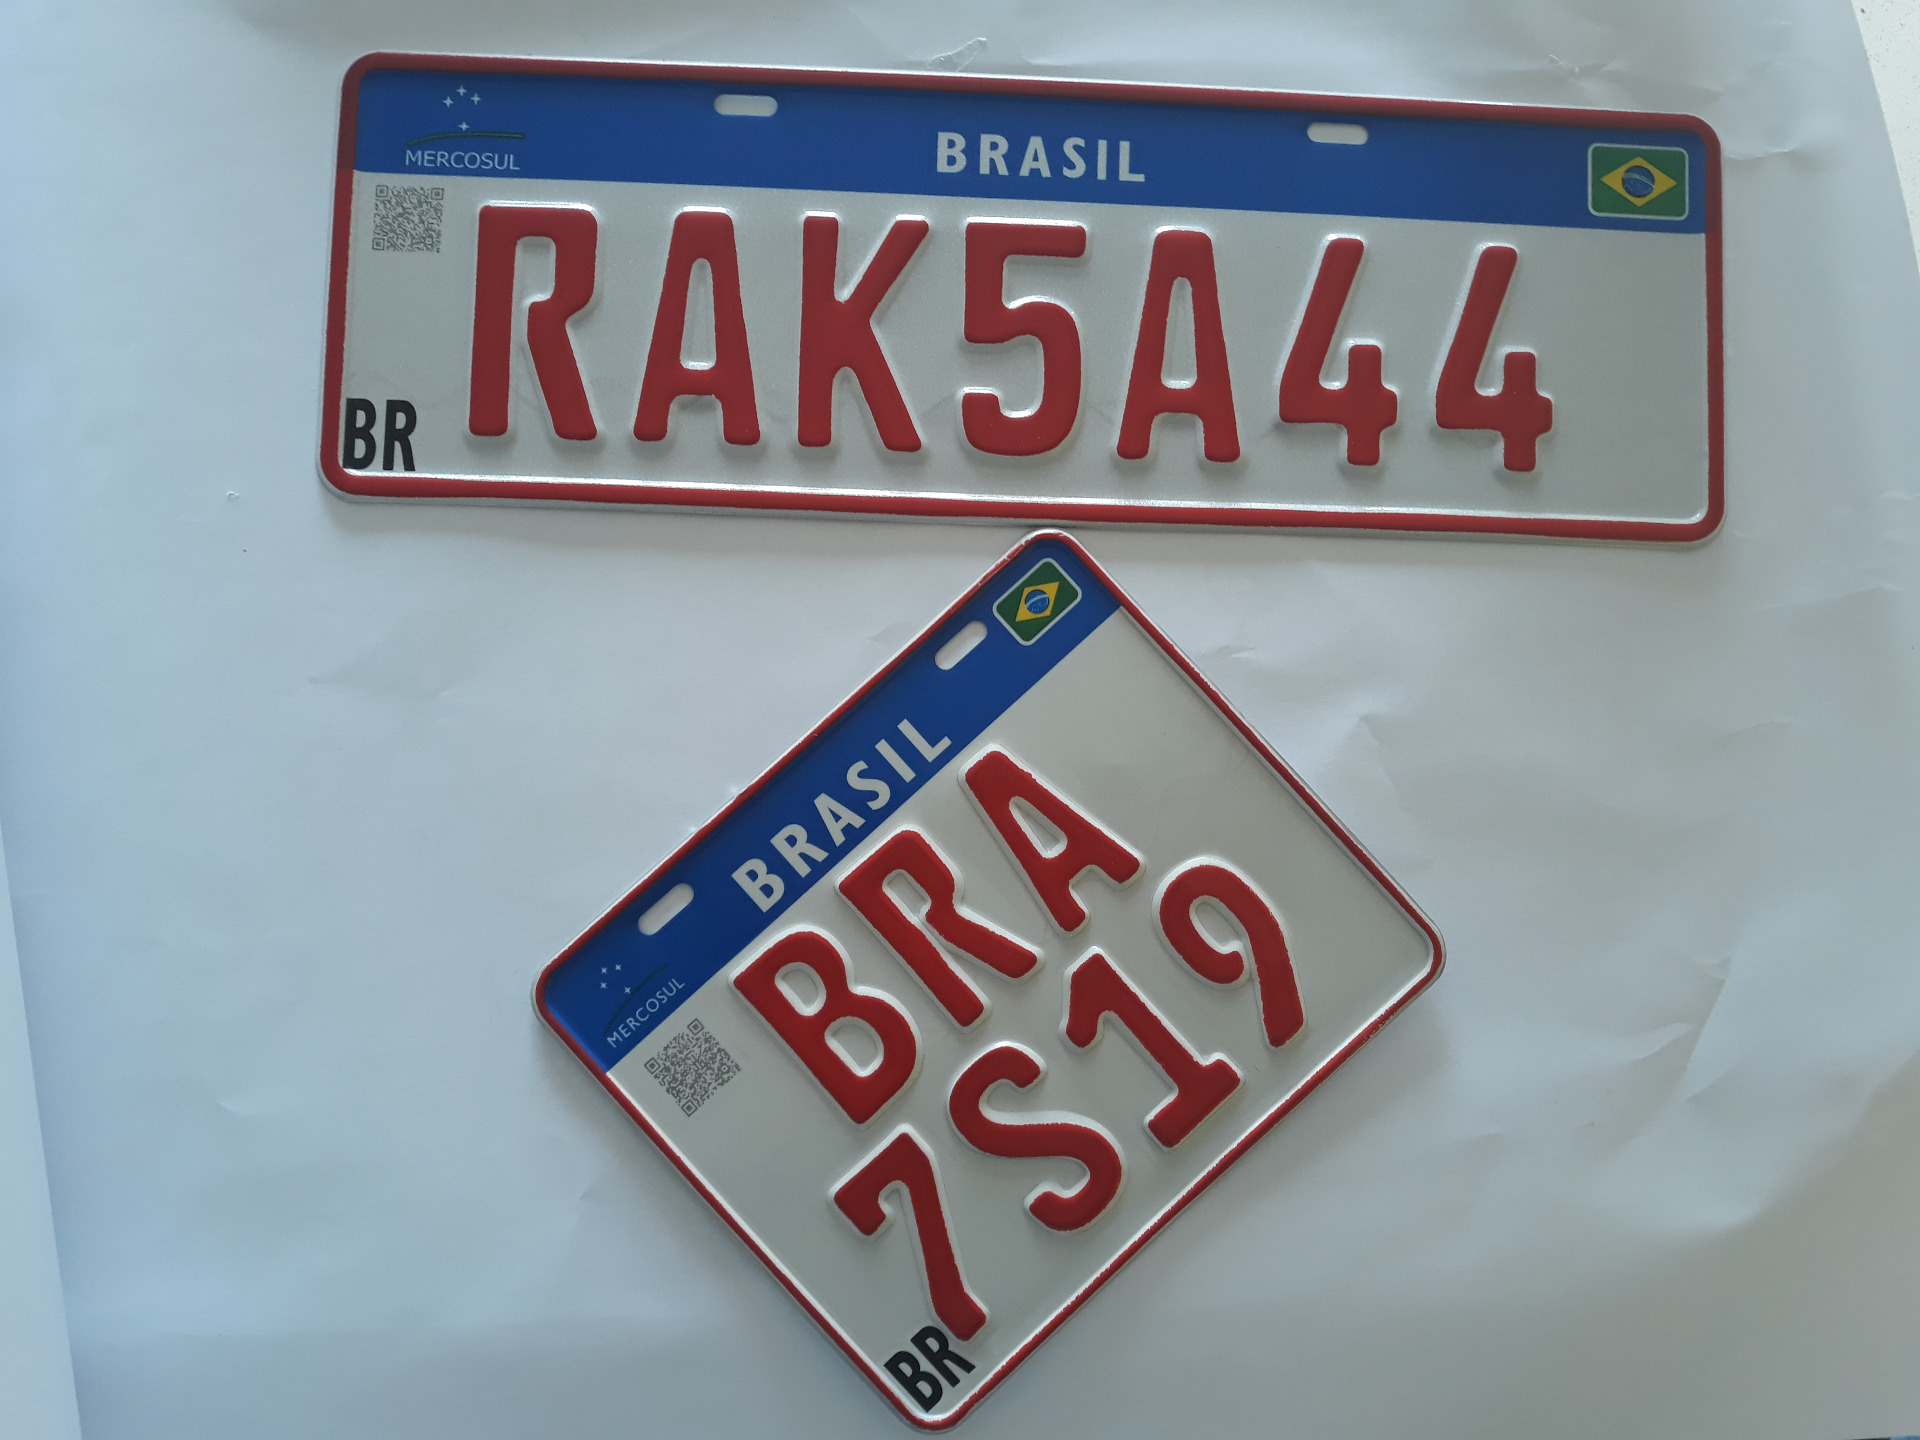 MERCOSUL
BRASIL
RAK5A44
BR
BRASIL
MERCOSUL
BRA
7S19
BR